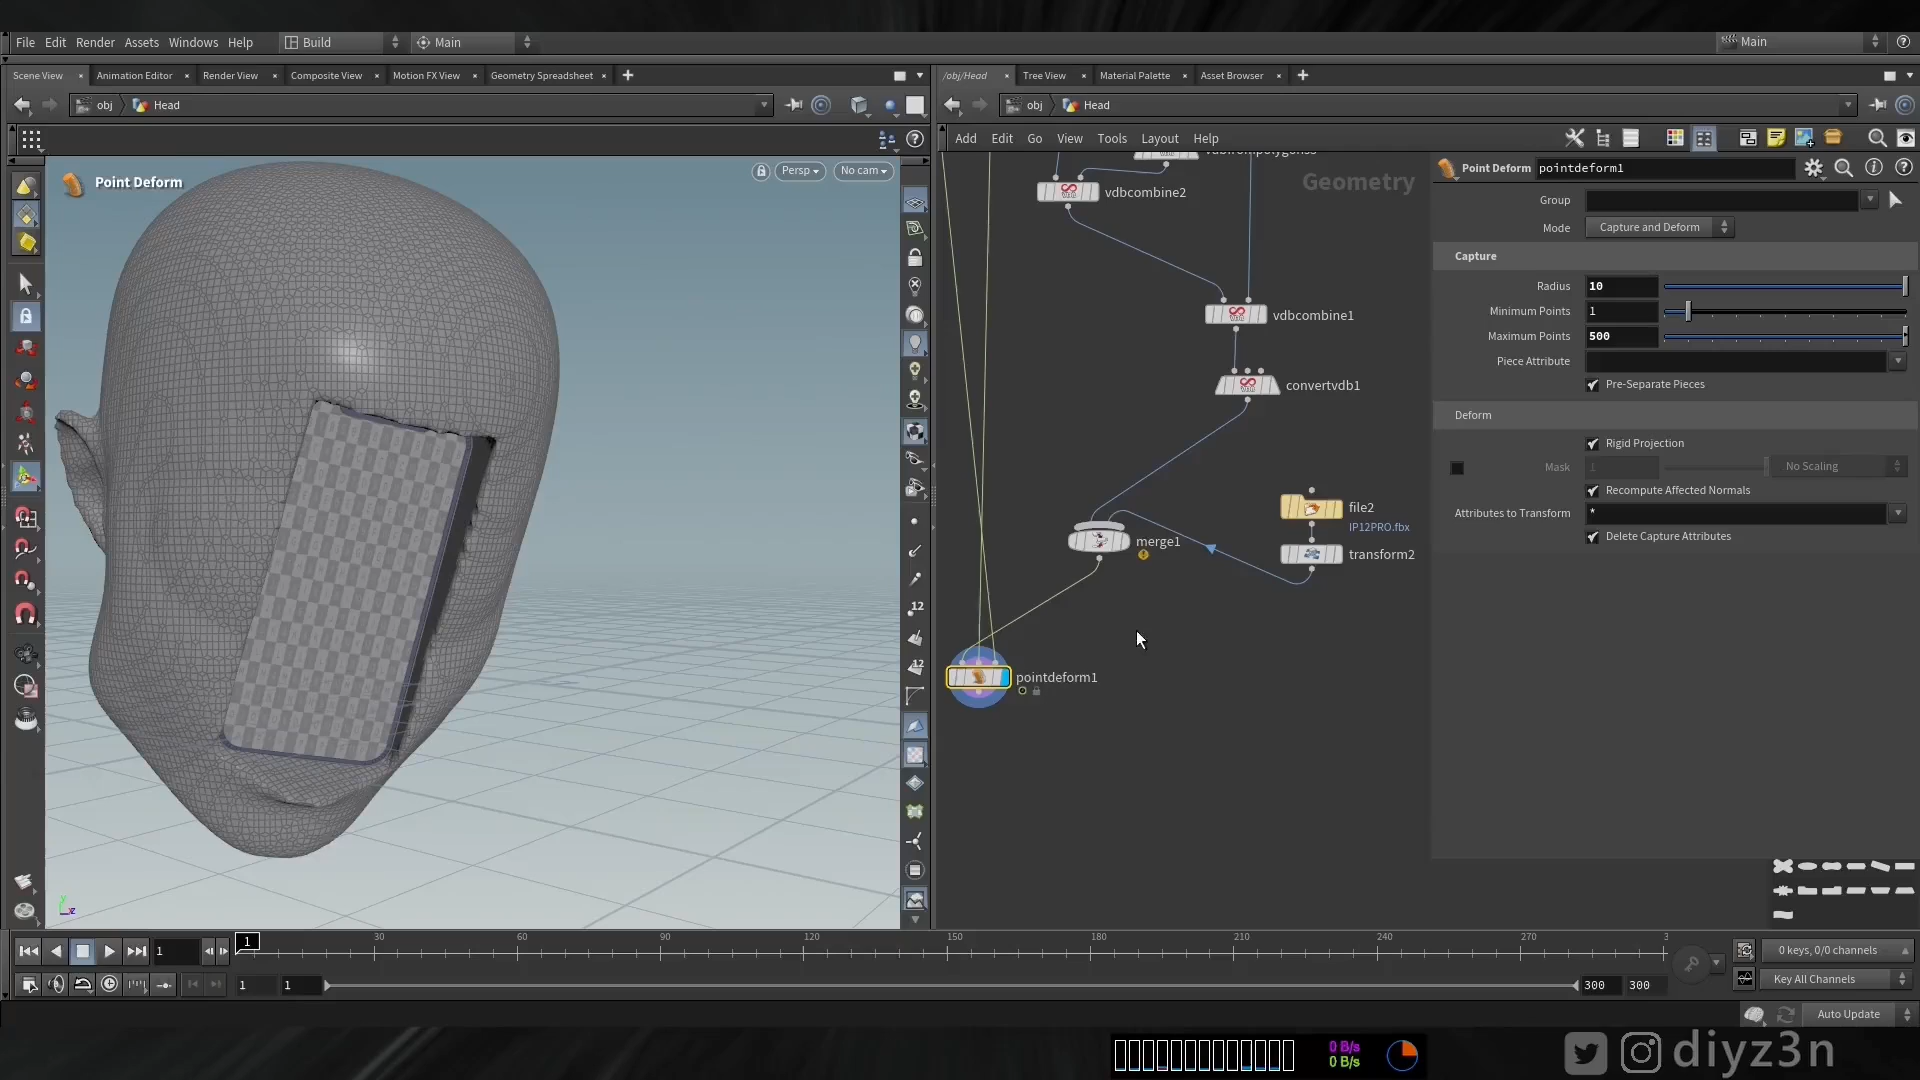 File Edit Render Assets Windows Help Build Main Main
Scene View Animation Editor Render View Composite View Motion FX View Geometry Spreadsheet
/obj/Head Tree View Material Palette Asset Browser
obj Head
obj Head
Add Edit Go View Tools Layout Help
Point Deform
Persp No cam
Geometry
vdbcombine2
vdbcombine1
convertvdb1
file2
IP12PRO.fbx
merge1
transform2
pointdeform1
Point Deform pointdeform1
Group
Mode Capture and Deform
Capture
Radius 10
Minimum Points 1
Maximum Points 500
Piece Attribute
Pre-Separate Pieces
Deform
Rigid Projection
Mask 1 No Scaling
Recompute Affected Normals
Attributes to Transform *
Delete Capture Attributes
12
12
y
z
1 1 30 60 90 120 150 180 210 240 270 3
0 keys, 0/0 channels
1 1 300 300
Key All Channels
Auto Update
0 B/s
0 B/s
diyz3n